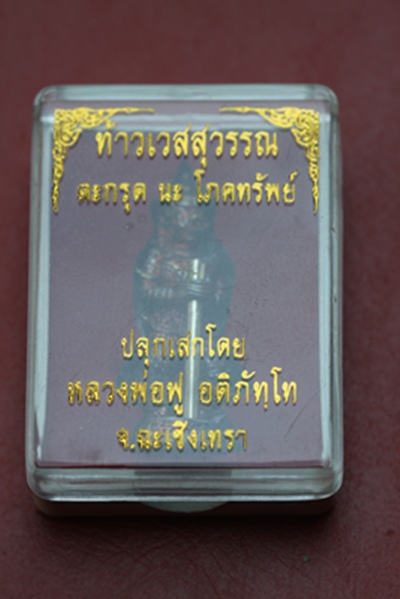 ท้าวเวสสุวรรณ
ตะกรุด นะ โภคทรัพย์
ปลุกเสกโดย
หลวงพ่อฟู อติภัทฺโท
จ.ฉะเชิงเทรา